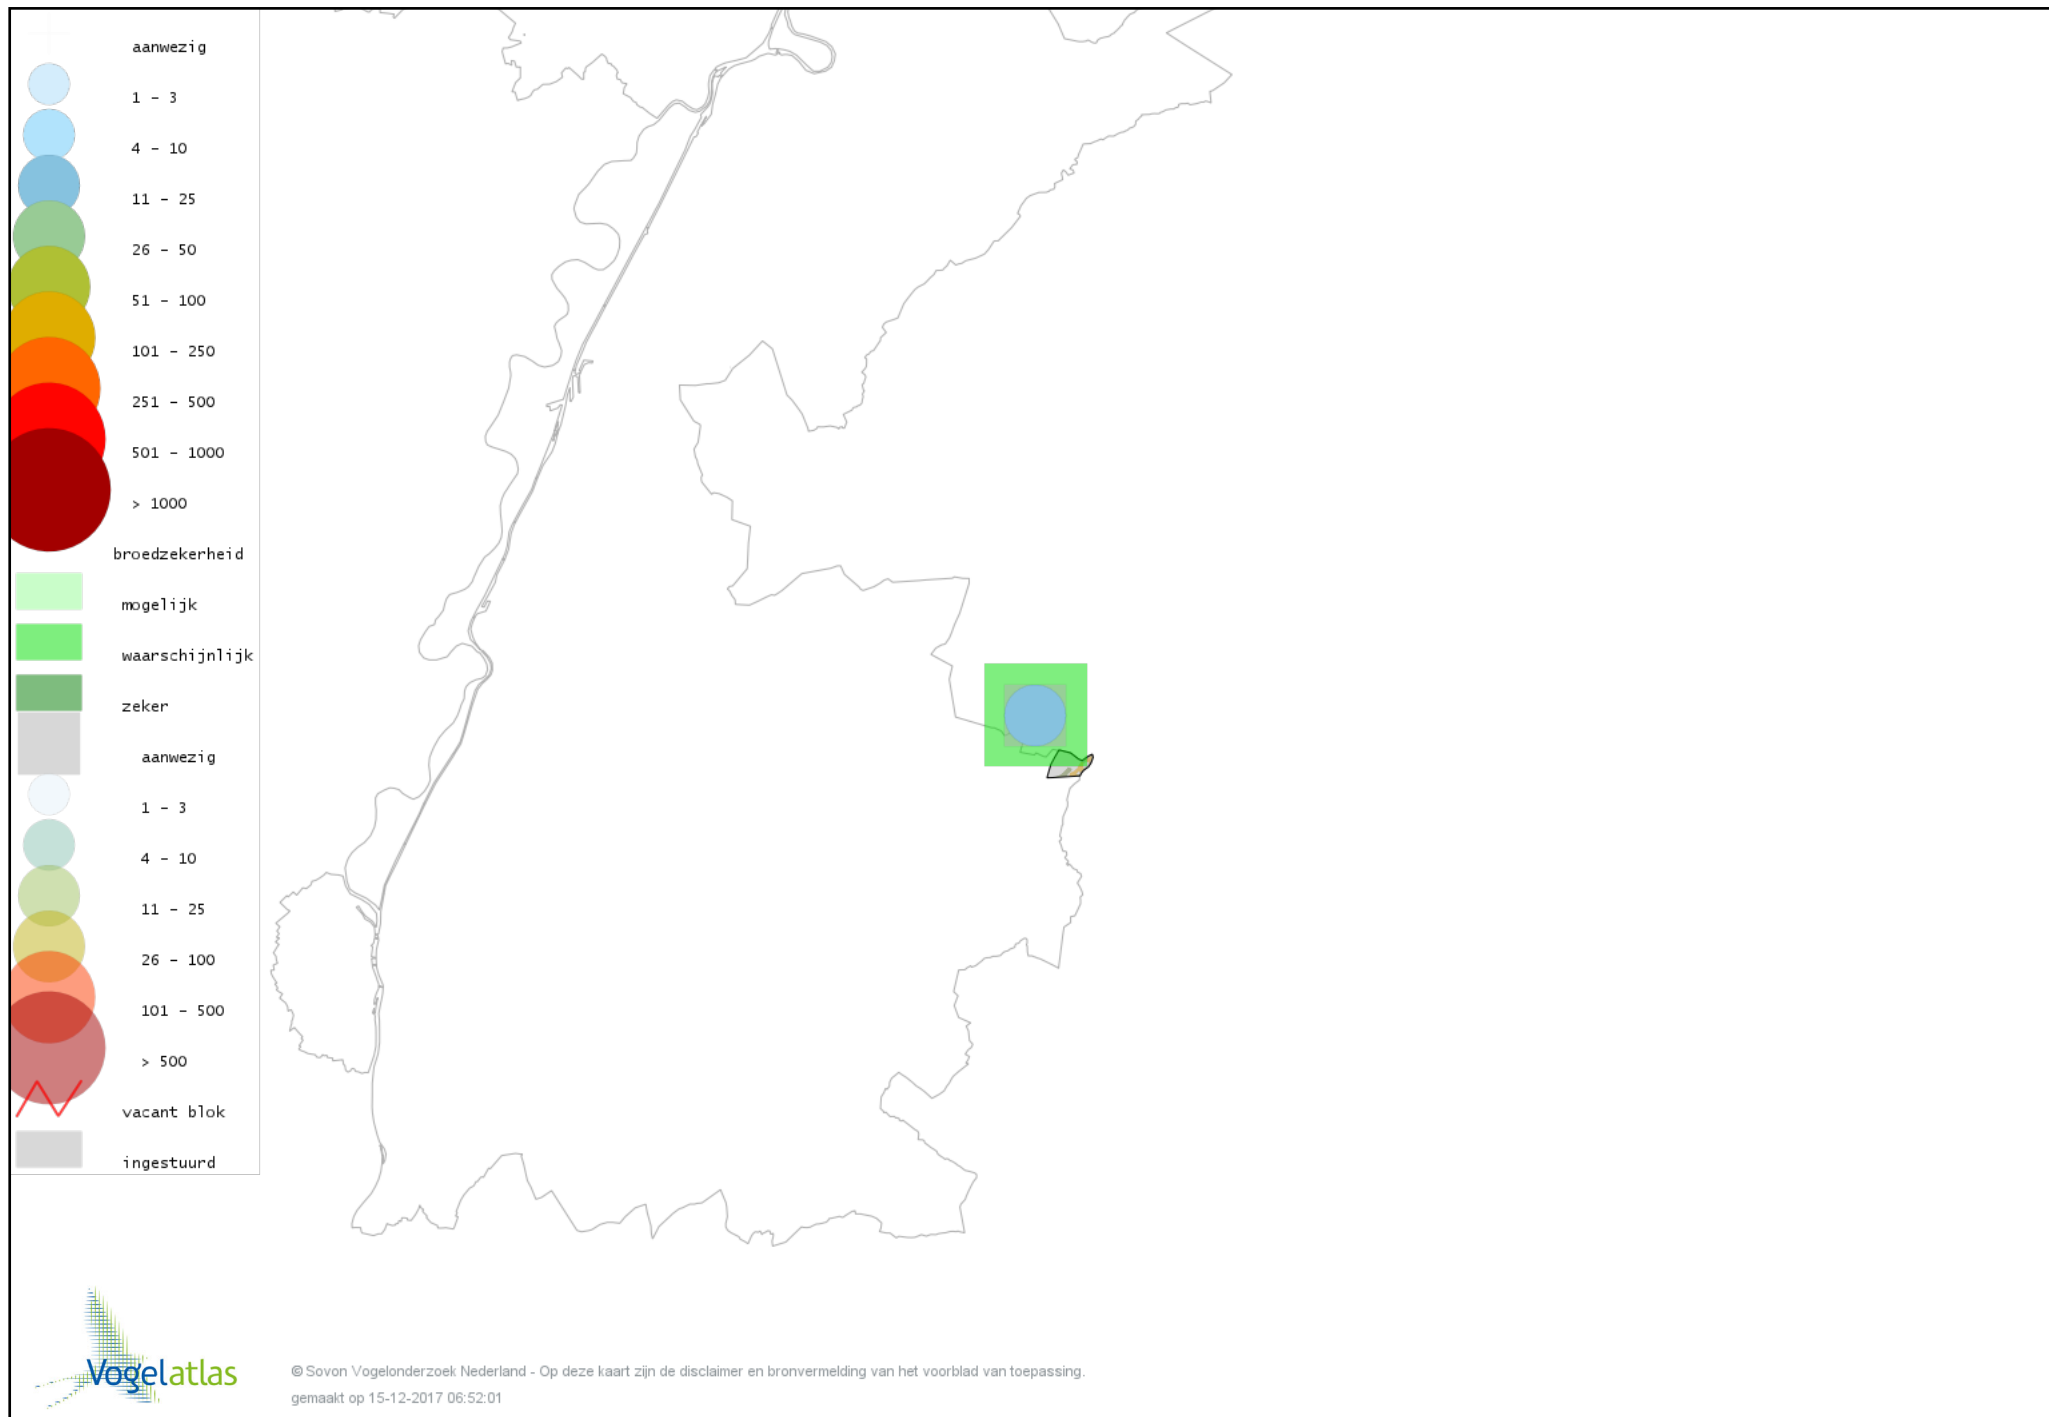 aanwezig
1 - 3
4 - 10
11 - 25
26 - 50
51 - 100
101 - 250
251 - 500
501 - 1000
> 1000
broedzekerheid
mogelijk
waarschijnlijk
zeker
aanwezig
1 - 3
4 - 10
11 - 25
26 - 100
101 - 500
> 500
vacant blok
ingestuurd
Vogelatlas
© Sovon Vogelonderzoek Nederland - Op deze kaart zijn de disclaimer en bronvermelding van het voorblad van toepassing.
gemaakt op 15-12-2017 06:52:01